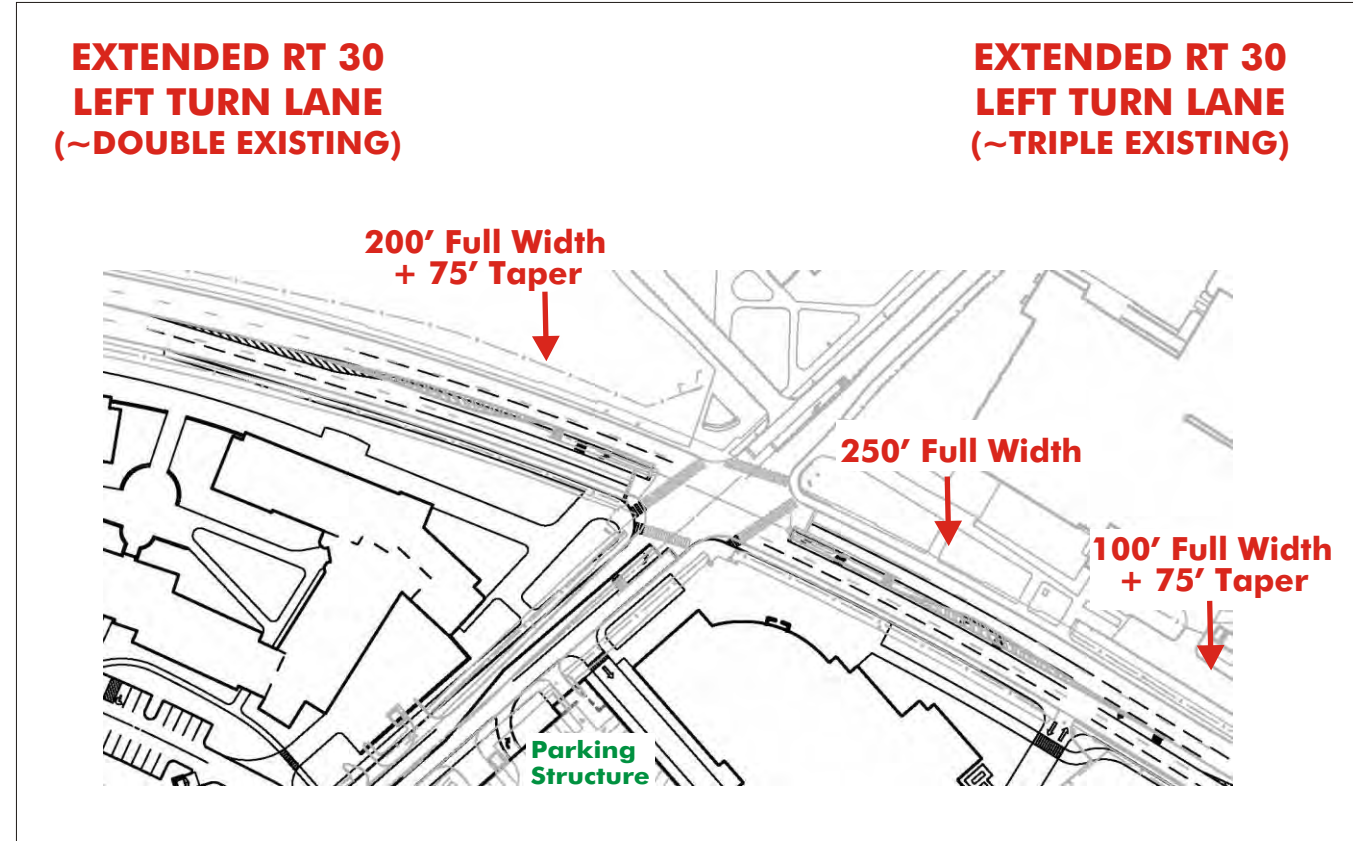 EXTENDED RT 30
LEFT TURN LANE
(~DOUBLE EXISTING)
EXTENDED RT 30
LEFT TURN LANE
(~TRIPLE EXISTING)
200’ Full Width
+ 75’ Taper
250’ Full Width
100’ Full Width
+ 75’ Taper
Parking
Structure